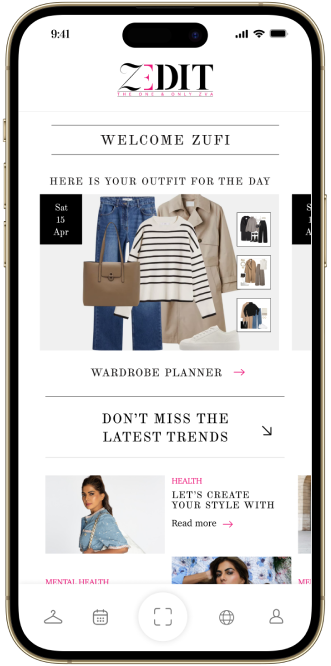 9:41
ZEDIT
THE ONE & ONLY ZHA
WELCOME ZUFI
HERE IS YOUR OUTFIT FOR THE DAY
Sat
15
Apr
S
1
A
WARDROBE PLANNER
DON'T MISS THE
LATEST TRENDS
HEALTH
LET'S CREATE
YOUR STYLE WITH
Read more
MENTAL HEALTH
ME